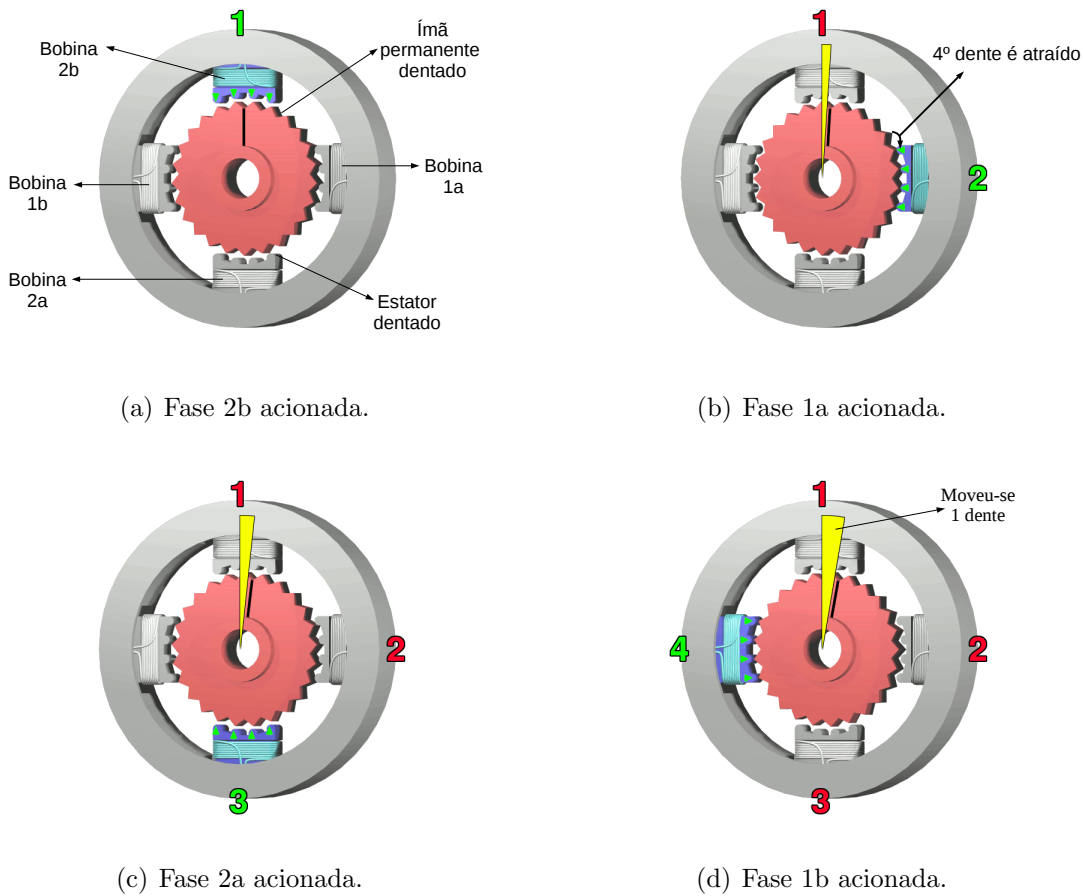 1
Bobina
2b
Ímã
permanente
dentado
Bobina
1b
Bobina
1a
Bobina
2a
Estator
dentado
(a) Fase 2b acionada.
1
4º dente é atraído
2
(b) Fase 1a acionada.
1
2
3
(c) Fase 2a acionada.
1
Moveu-se
1 dente
4
2
3
(d) Fase 1b acionada.